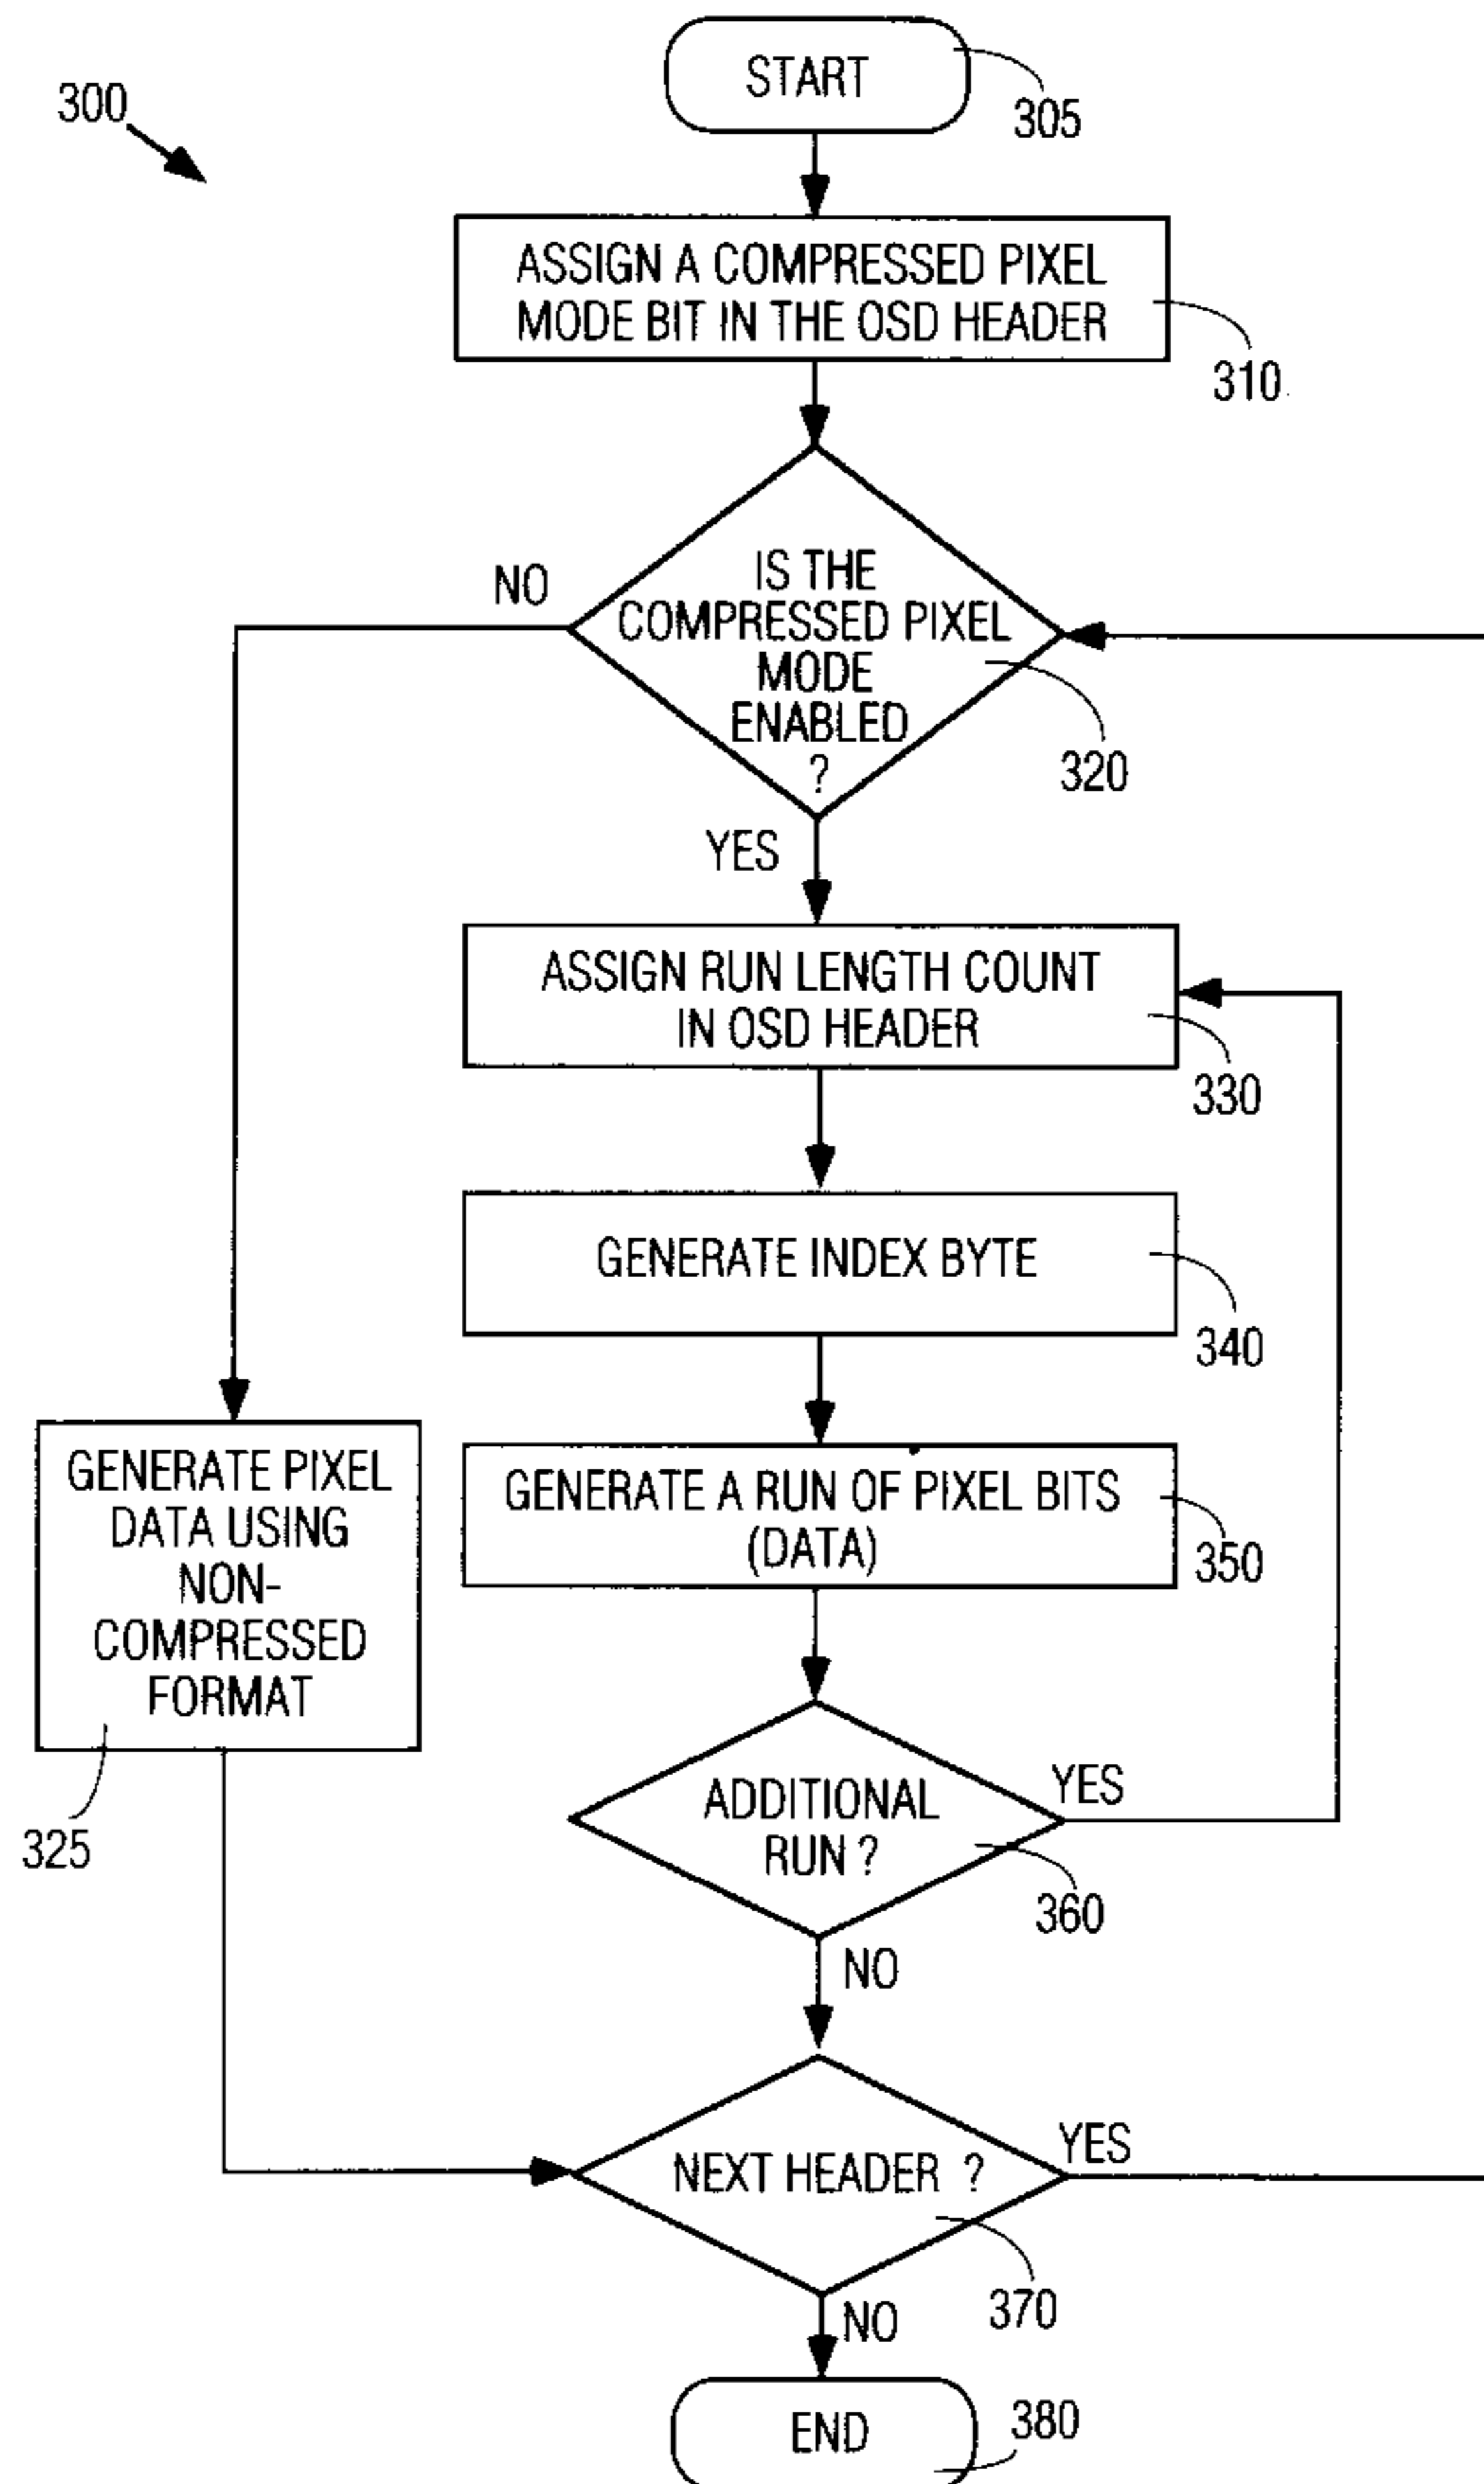 300
START
305
ASSIGN A COMPRESSED PIXEL
MODE BIT IN THE OSD HEADER
310
IS THE
COMPRESSED PIXEL
MODE
ENABLED
?
320
NO
YES
ASSIGN RUN LENGTH COUNT
IN OSD HEADER
330
GENERATE INDEX BYTE
340
GENERATE PIXEL
DATA USING
NON-
COMPRESSED
FORMAT
325
GENERATE A RUN OF PIXEL BITS
(DATA)
350
ADDITIONAL
RUN ?
YES
360
NO
NEXT HEADER ?
YES
370
NO
END
380